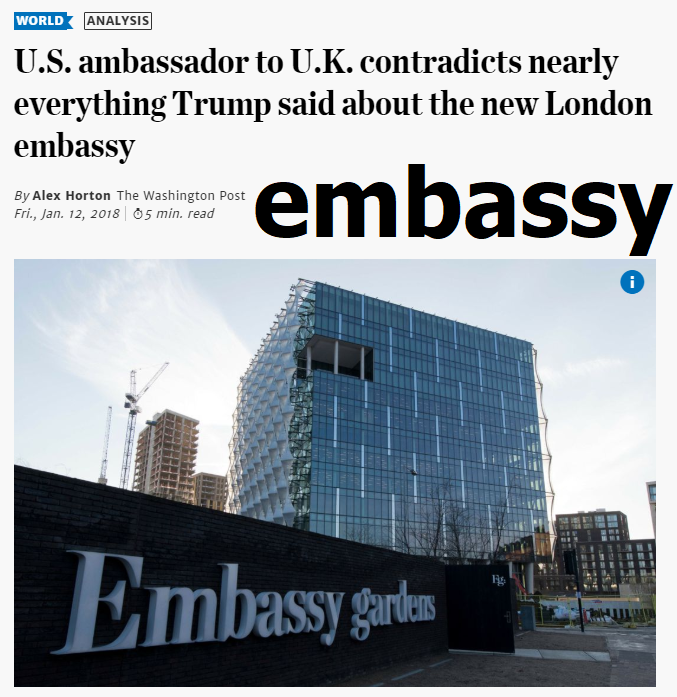 WORLD ANALYSIS
U.S. ambassador to U.K. contradicts nearly
everything Trump said about the new London
embassy
By Alex Horton The Washington Post
Fri., Jan. 12, 2018 | 5 min. read
embassy
i
Embassy gardens
Eg: